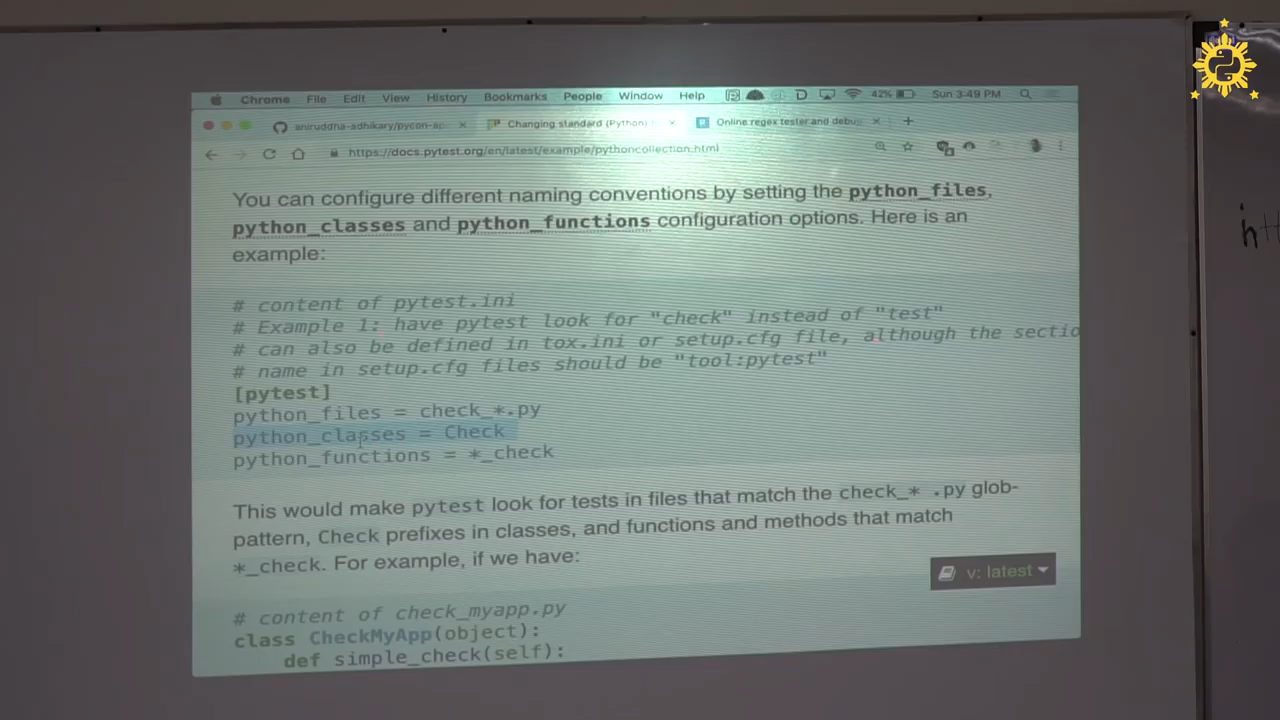 Chrome File Edit View History Bookmarks People Window Help 42% Sun 3:49 PM
aniruddha-adhikary/pycon-ap × Changing standard (Python) × Online regex tester and debu × +
https://docs.pytest.org/en/latest/example/pythoncollection.html
You can configure different naming conventions by setting the python_files,
python_classes and python_functions configuration options. Here is an
example:
# content of pytest.ini
# Example 1: have pytest look for "check" instead of "test"
# can also be defined in tox.ini or setup.cfg file, although the sectio
# name in setup.cfg files should be "tool:pytest"
[pytest]
python_files = check_*.py
python_classes = Check
python_functions = *_check
This would make pytest look for tests in files that match the check_* .py glob-
pattern, Check prefixes in classes, and functions and methods that match
*_check. For example, if we have:
v: latest
# content of check_myapp.py
class CheckMyApp(object):
def simple_check(self):